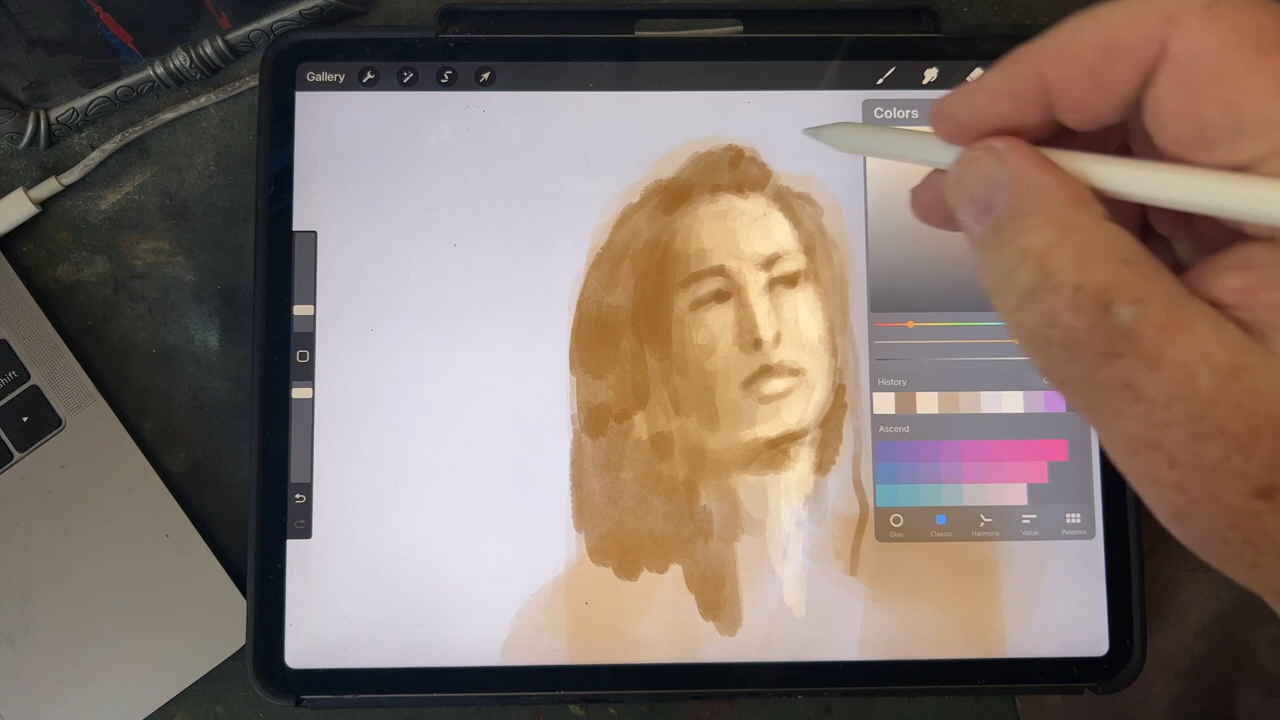 Gallery
Colors
shift
History
Ascend
Disc
Classic
Harmony
Value
Palettes